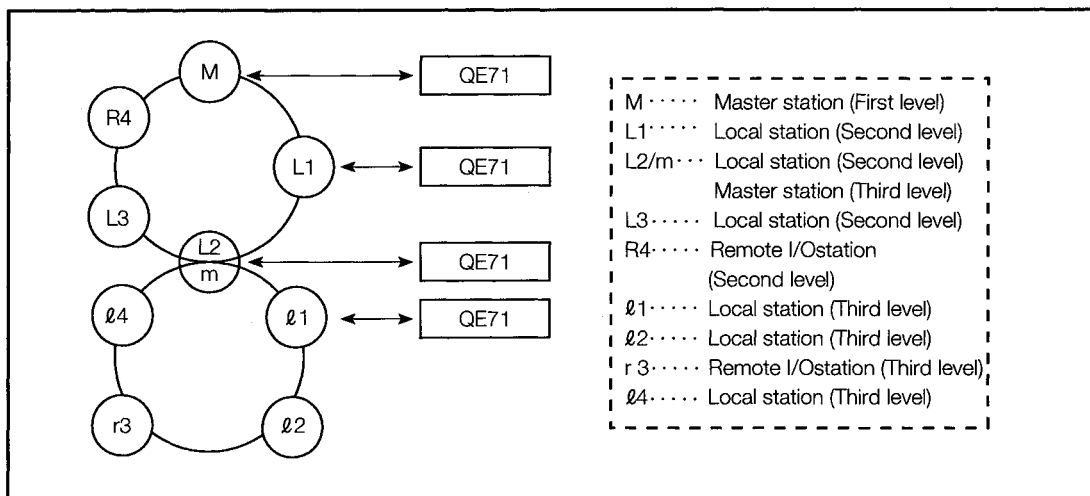 M
QE71
R4
L1
QE71
L3
L2
m
QE71
ℓ4
ℓ1
QE71
r3
ℓ2
M····· Master station (First level)
L1····· Local station (Second level)
L2/m··· Local station (Second level)
Master station (Third level)
L3····· Local station (Second level)
R4····· Remote I/Ostation
(Second level)
ℓ1····· Local station (Third level)
ℓ2····· Local station (Third level)
r 3····· Remote I/Ostation (Third level)
ℓ4····· Local station (Third level)